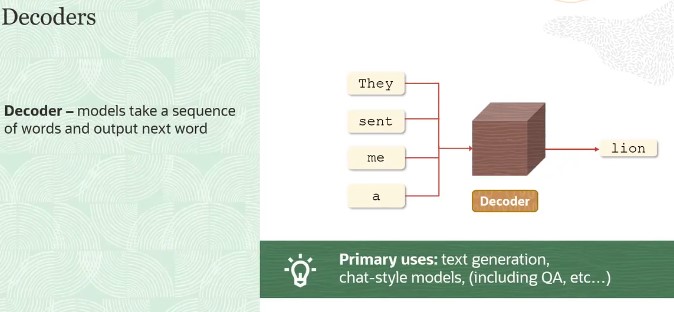 Decoders
Decoder – models take a sequence
of words and output next word
They
sent
me
a
lion
Decoder
Primary uses: text generation,
chat-style models, (including QA, etc...)